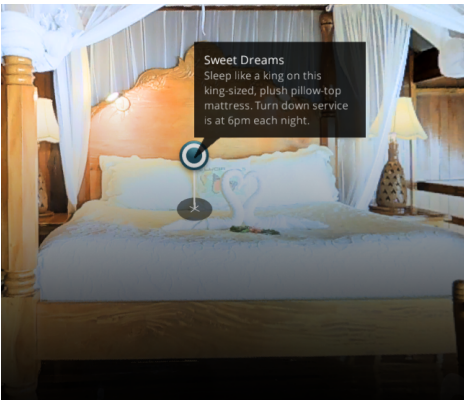 Sweet Dreams
Sleep like a king on this
king-sized, plush pillow-top
mattress. Turn down service
is at 6pm each night.